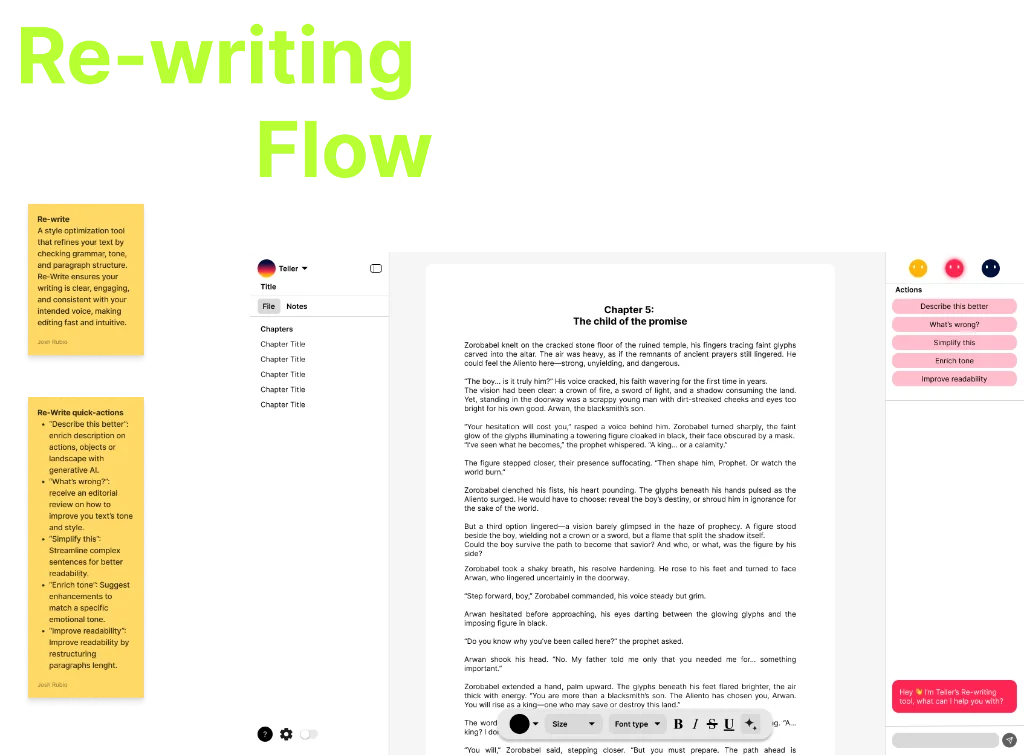 Re-writing
Flow
Re-write
A style optimization tool
that refines your text by
checking grammar, tone,
and paragraph structure.
Re-Write ensures your
writing is clear, engaging,
and consistent with your
intended voice, making
editing fast and intuitive.
Josh Rubio
Re-Write quick-actions
• "Describe this better":
enrich description on
actions, objects or
landscape with
generative AI.
• "What's wrong?":
receive an editorial
review on how to
improve you text's tone
and style.
• "Simplify this":
Streamline complex
sentences for better
readability.
• "Enrich tone": Suggest
enhancements to
match a specific
emotional tone.
• "Improve readability":
Improve readability by
restructuring
paragraphs lenght.
Josh Rubio
Teller
Title
File Notes
Chapters
Chapter Title
Chapter Title
Chapter Title
Chapter Title
Chapter Title
?
Chapter 5:
The child of the promise
Zorobabel knelt on the cracked stone floor of the ruined temple, his fingers tracing faint glyphs
carved into the altar. The air was heavy, as if the remnants of ancient prayers still lingered. He
could feel the Aliento here—strong, unyielding, and dangerous.
"The boy... is it truly him?" His voice cracked, his faith wavering for the first time in years.
The vision had been clear: a crown of fire, a sword of light, and a shadow consuming the land.
Yet, standing in the doorway was a scrappy young man with dirt-streaked cheeks and eyes too
bright for his own good. Arwan, the blacksmith's son.
"Your hesitation will cost you," rasped a voice behind him. Zorobabel turned sharply, the faint
glow of the glyphs illuminating a towering figure cloaked in black, their face obscured by a mask.
"I've seen what he becomes," the prophet whispered. "A king... or a calamity."
The figure stepped closer, their presence suffocating. "Then shape him, Prophet. Or watch the
world burn."
Zorobabel clenched his fists, his heart pounding. The glyphs beneath his hands pulsed as the
Aliento surged. He would have to choose: reveal the boy's destiny, or shroud him in ignorance for
the sake of the world.
But a third option lingered—a vision barely glimpsed in the haze of prophecy. A figure stood
beside the boy, wielding not a crown or a sword, but a flame that split the shadow itself.
Could the boy survive the path to become that savior? And who, or what, was the figure by his
side?
Zorobabel took a shaky breath, his resolve hardening. He rose to his feet and turned to face
Arwan, who lingered uncertainly in the doorway.
"Step forward, boy," Zorobabel commanded, his voice steady but grim.
Arwan hesitated before approaching, his eyes darting between the glowing glyphs and the
imposing figure in black.
"Do you know why you've been called here?" the prophet asked.
Arwan shook his head. "No. My father told me only that you needed me for... something
important."
Zorobabel extended a hand, palm upward. The glyphs beneath his feet flared brighter, the air
thick with energy. "You are more than a blacksmith's son. The Aliento has chosen you, Arwan.
You will rise as a king—one who may save or destroy this land."
The word
"A...
king? I
"You will," Zorobabel said, stepping closer. "But you must prepare. The path ahead is
Size Font type B I S U
Actions
Describe this better
What's wrong?
Simplify this
Enrich tone
Improve readability
Hey 👋 I'm Teller's Re-writing
tool, what can I help you with?